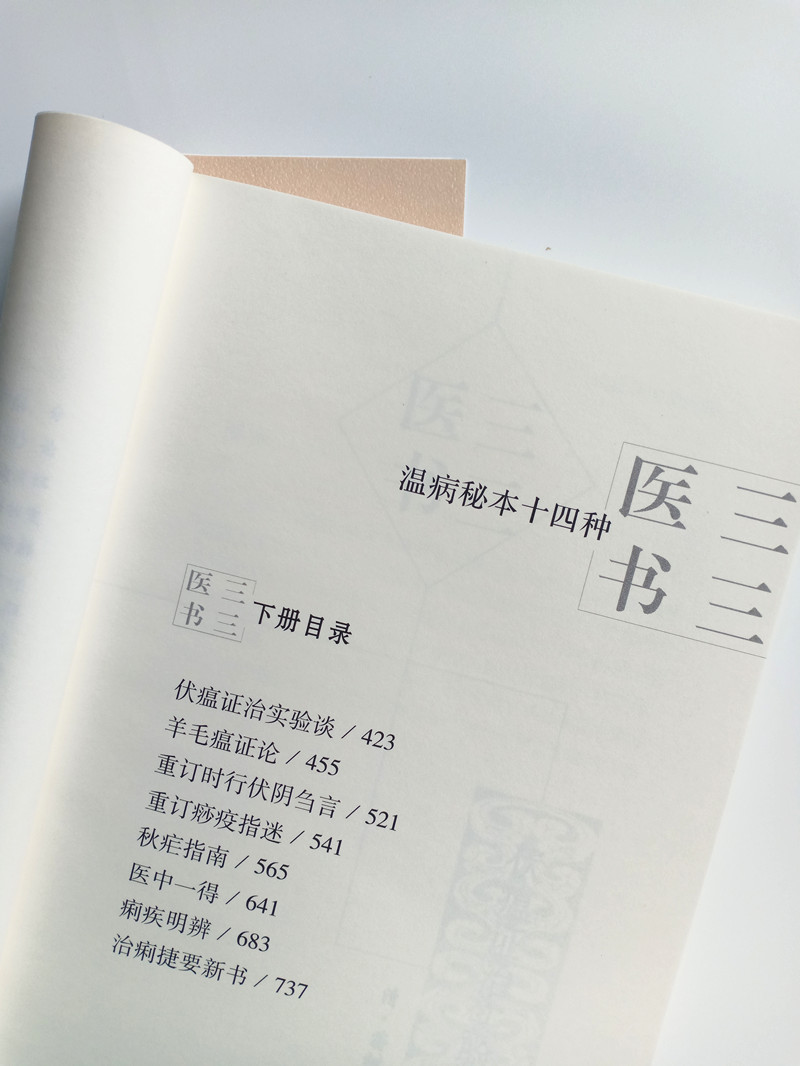 温病秘本十四种
三三医书
三三医书
下册目录
伏瘟证治实验谈 / 423
羊毛瘟证论 / 455
重订时行伏阴刍言 / 521
重订痧疫指迷 / 541
秋疟指南 / 565
医中一得 / 641
痢疾明辨 / 683
治痢捷要新书 / 737